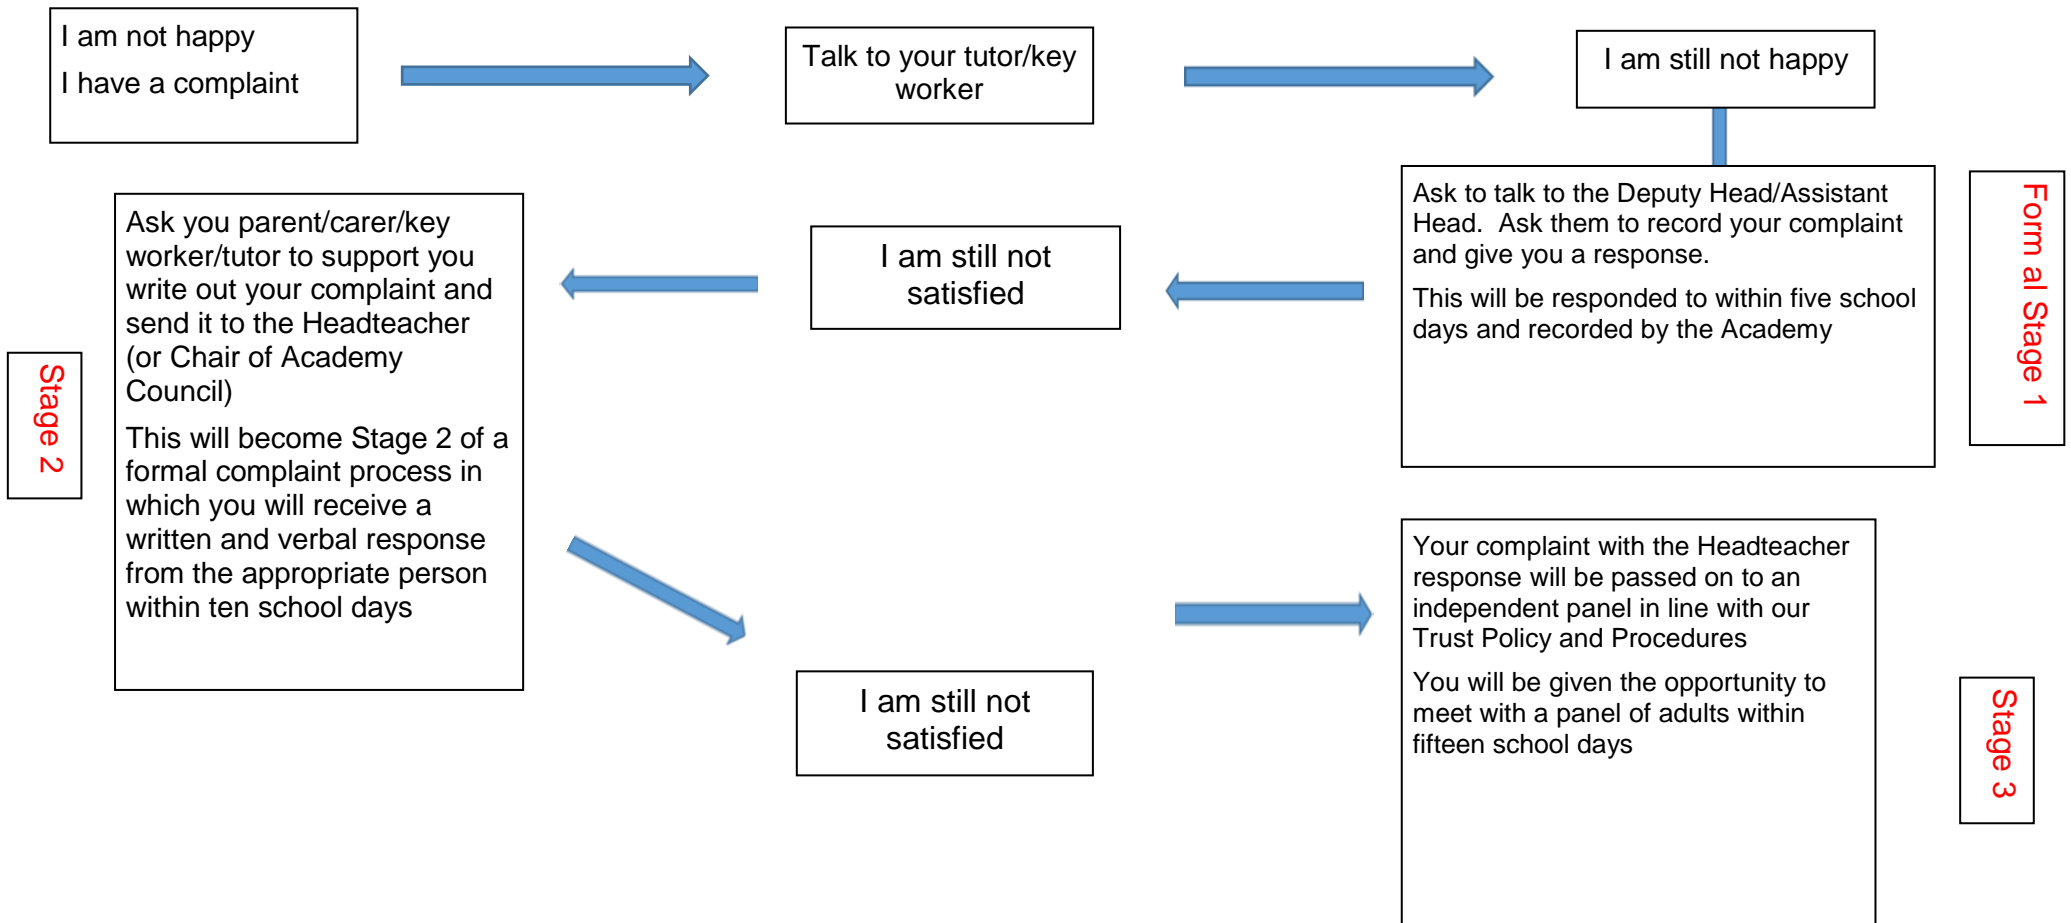 I am not happy
I have a complaint
Talk to your tutor/key
worker
I am still not happy
Ask to talk to the Deputy Head/Assistant
Head.  Ask them to record your complaint
and give you a response.
This will be responded to within five school
days and recorded by the Academy
Form al Stage 1
I am still not
satisfied
Ask you parent/carer/key
worker/tutor to support you
write out your complaint and
send it to the Headteacher
(or Chair of Academy
Council)
This will become Stage 2 of a
formal complaint process in
which you will receive a
written and verbal response
from the appropriate person
within ten school days
Stage 2
I am still not
satisfied
Your complaint with the Headteacher
response will be passed on to an
independent panel in line with our
Trust Policy and Procedures
You will be given the opportunity to
meet with a panel of adults within
fifteen school days
Stage 3